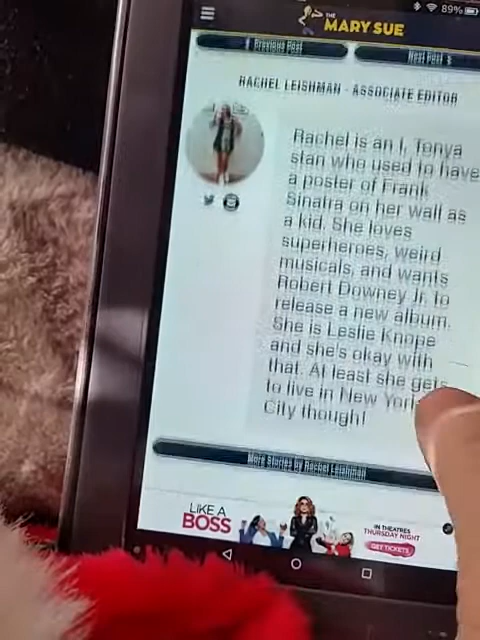 89%
THE
MARY SUE
Previous Post
Next Post
RACHEL LEISHMAN - ASSOCIATE EDITOR
Rachel is an I, Tonya
stan who used to have
a poster of Frank
Sinatra on her wall as
a kid. She loves
superheroes, weird
musicals, and wants
Robert Downey Jr. to
release a new album.
She is Leslie Knope
and she's okay with
that. At least she gets
to live in New York
City though!
More Stories by Rachel Leishman
LIKE A
BOSS
IN THEATRES
THURSDAY NIGHT
GET TICKETS